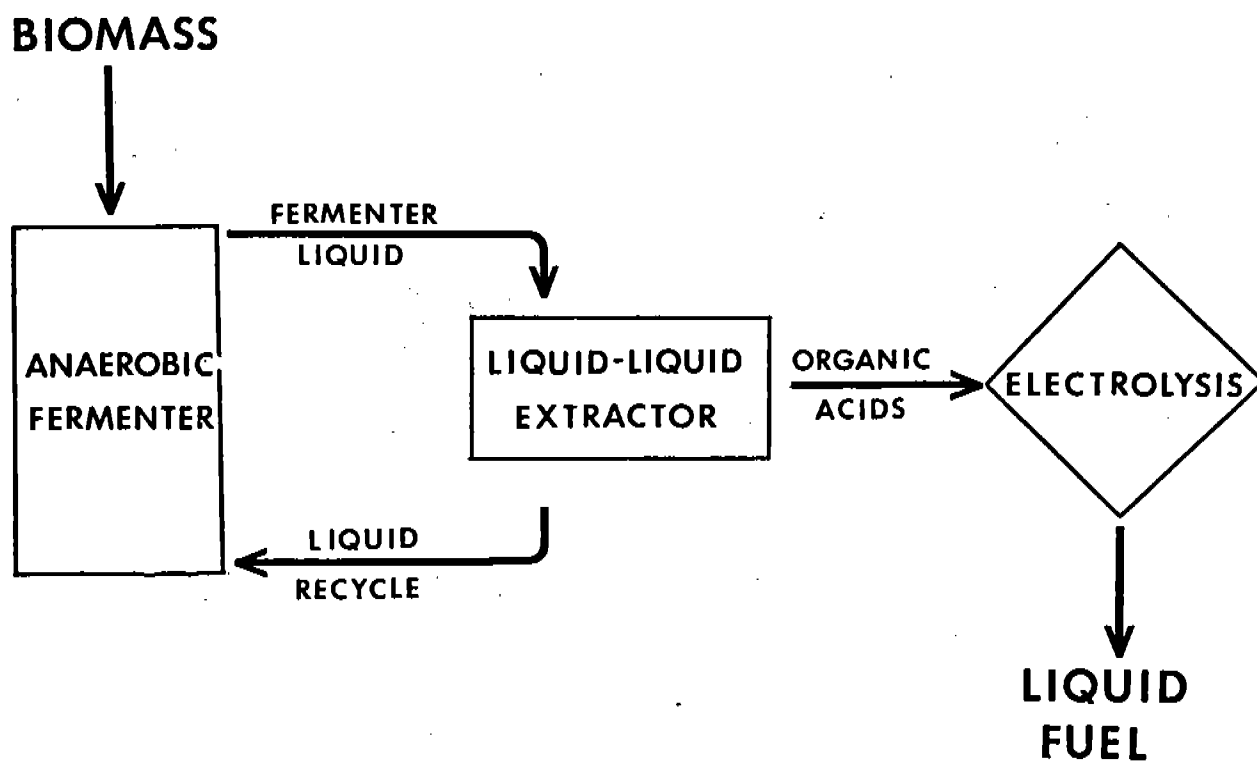 BIOMASS
FERMENTER
LIQUID
ANAEROBIC
FERMENTER
LIQUID-LIQUID
EXTRACTOR
ORGANIC
ACIDS
ELECTROLYSIS
LIQUID
RECYCLE
LIQUID
FUEL